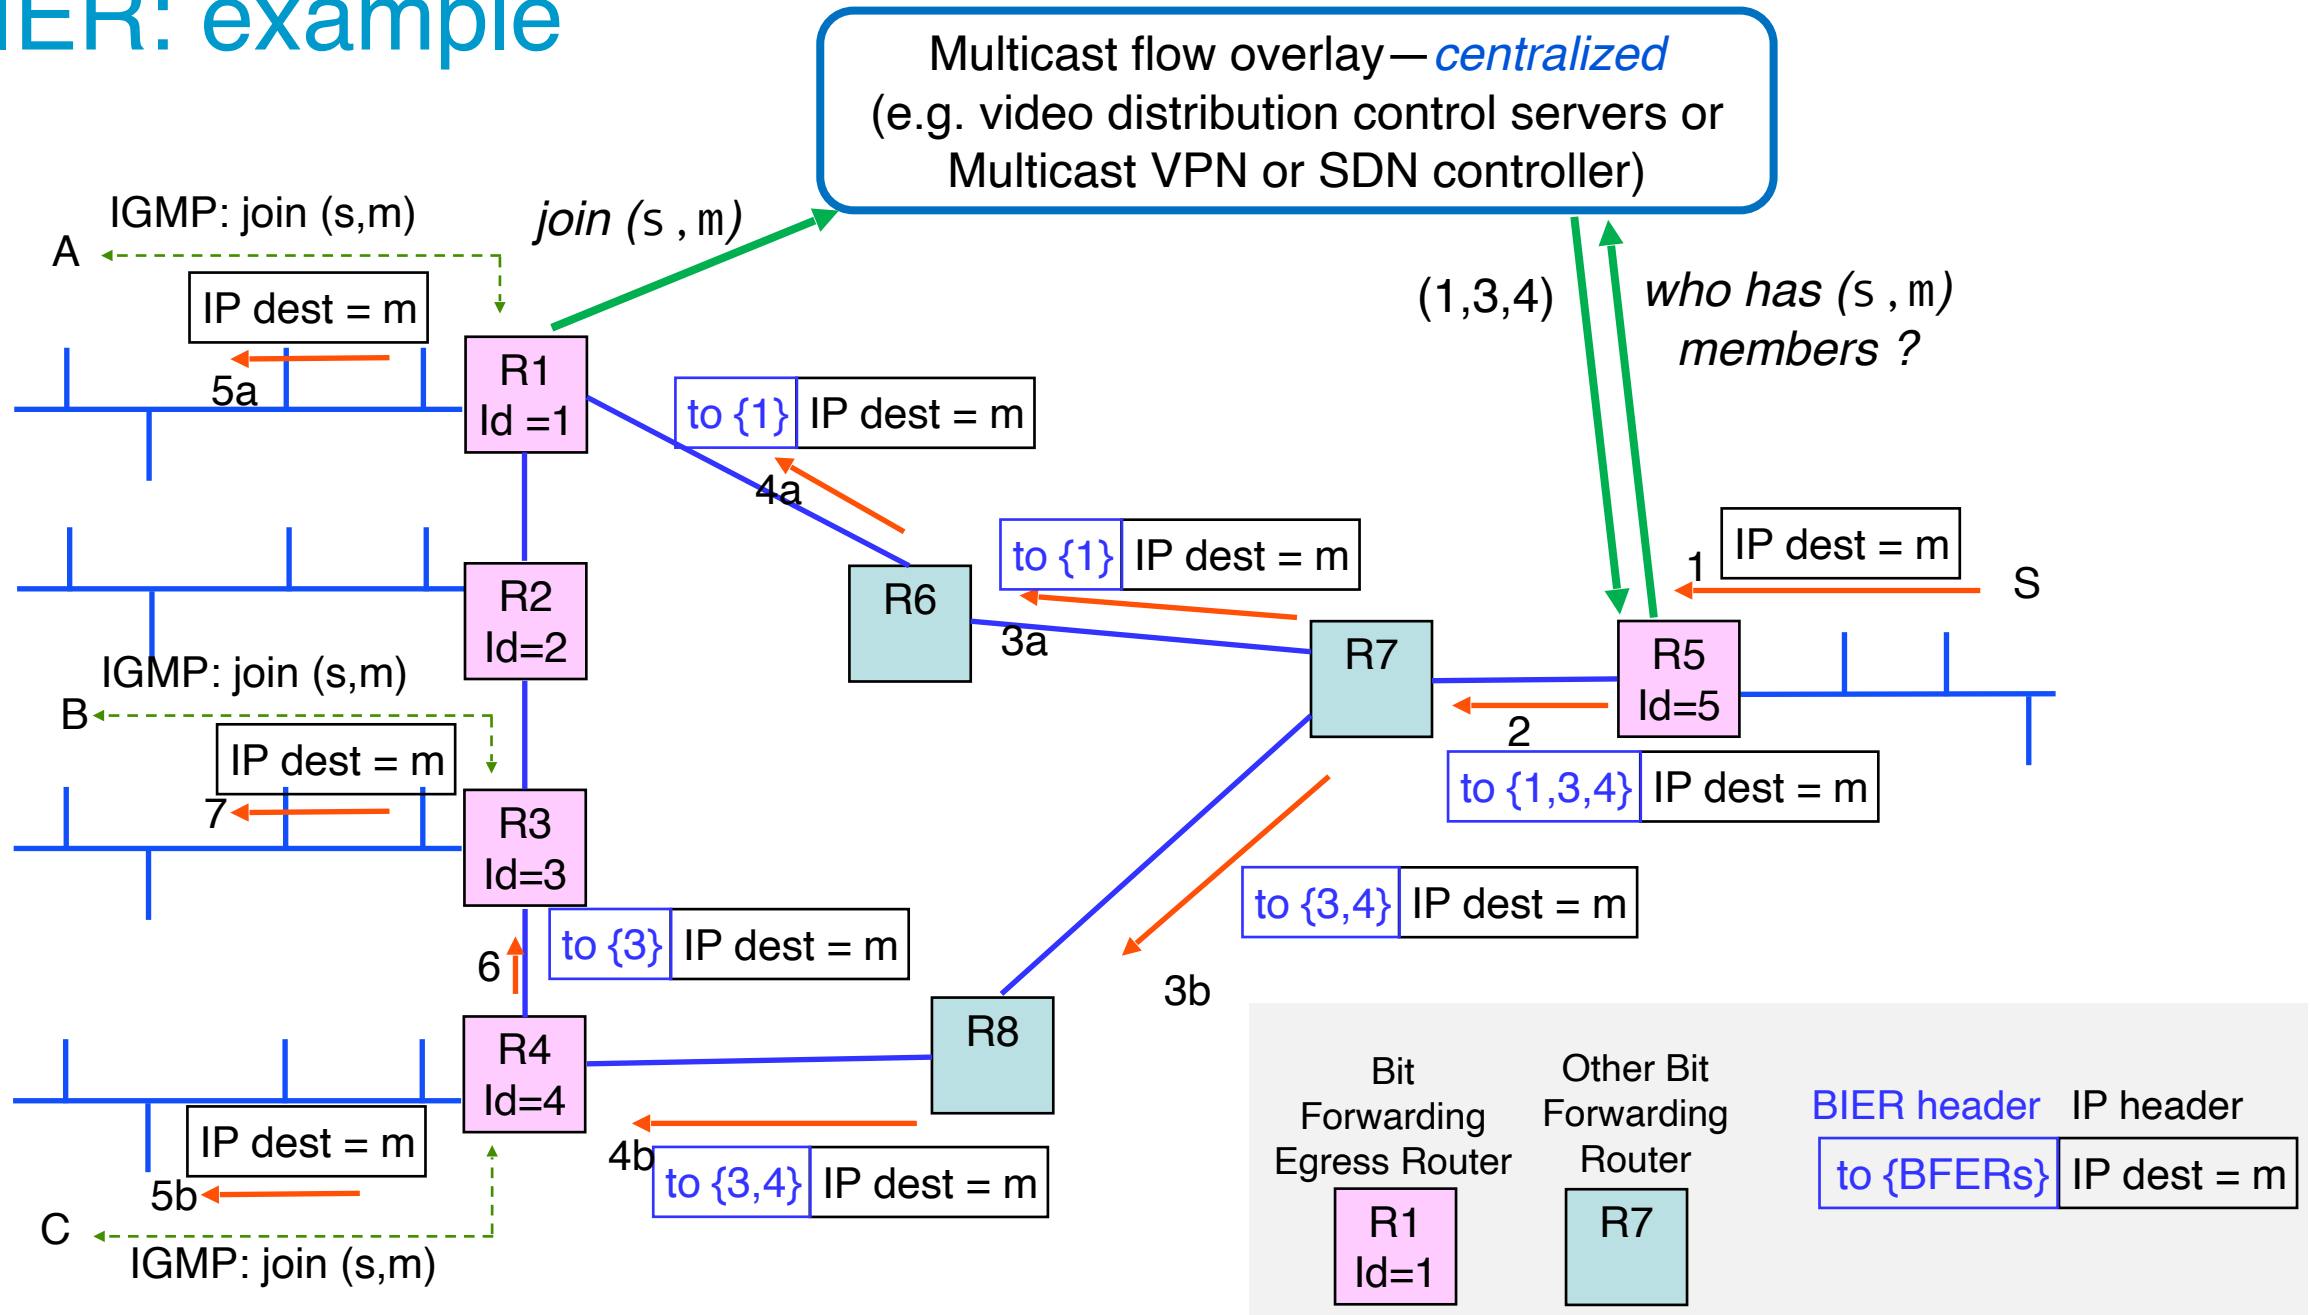 IER: example
Multicast flow overlay—centralized
(e.g. video distribution control servers or
Multicast VPN or SDN controller)
IGMP: join (s,m)
join (s,m)
A
IP dest = m
5a
R1
Id =1
(1,3,4)
who has (s,m)
members ?
to {1} IP dest = m
4a
to {1} IP dest = m
3a
1
IP dest = m
S
R2
Id=2
R6
R7
R5
Id=5
2
to {1,3,4} IP dest = m
IGMP: join (s,m)
B
IP dest = m
7
R3
Id=3
to {3,4} IP dest = m
3b
6
to {3} IP dest = m
R8
R4
Id=4
IP dest = m
5b
4b
to {3,4} IP dest = m
C
IGMP: join (s,m)
Bit
Forwarding
Egress Router
R1
Id=1
Other Bit
Forwarding
Router
R7
BIER header IP header
to {BFERs} IP dest = m